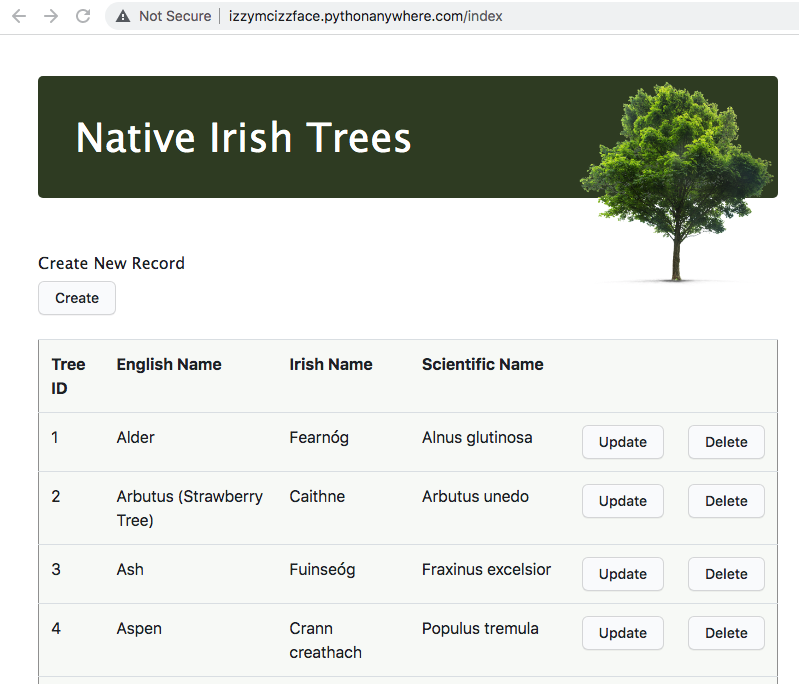 Not Secure | izzymcizzface.pythonanywhere.com/index
Native Irish Trees
Create New Record
Create
Tree ID English Name Irish Name Scientific Name
1 Alder Fearnóg Alnus glutinosa Update Delete
2 Arbutus (Strawberry Tree) Caithne Arbutus unedo Update Delete
3 Ash Fuinseóg Fraxinus excelsior Update Delete
4 Aspen Crann creathach Populus tremula Update Delete